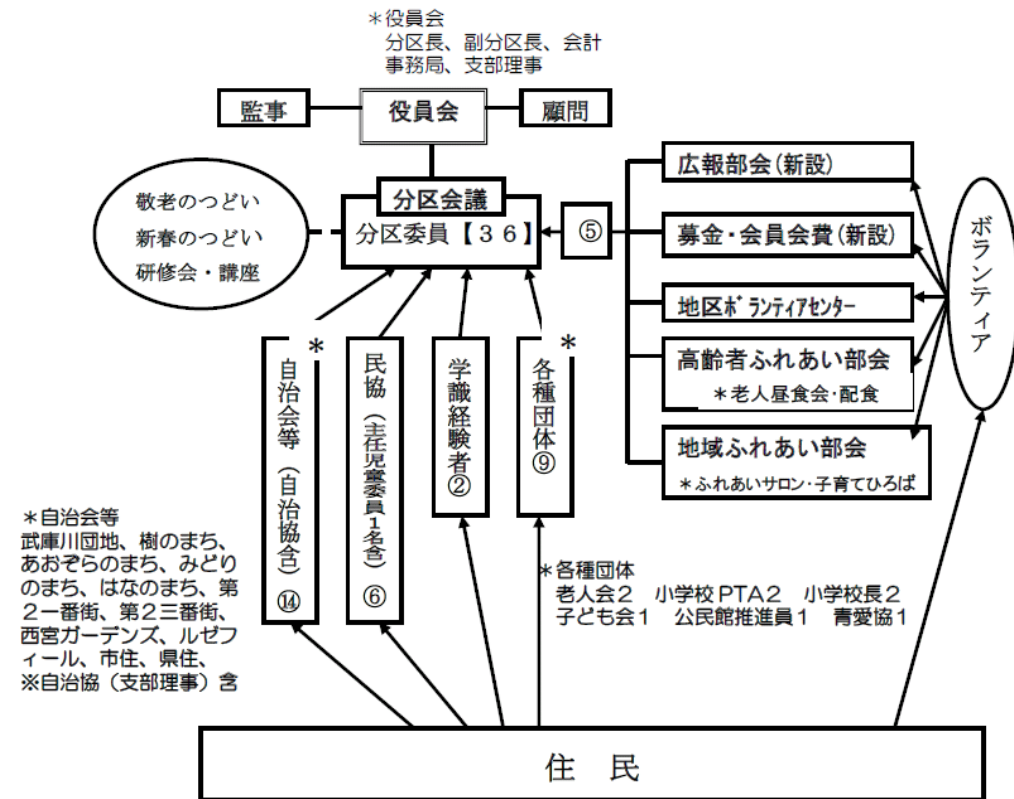 *役員会
分区長、副分区長、会計
事務局、支部理事
監事
役員会
顧問
敬老のつどい
新春のつどい
研修会・講座
分区会議
分区委員【36】
⑤
広報部会(新設)
募金・会員会費(新設)
地区ボランティアセンター
高齢者ふれあい部会
*老人昼食会・配食
地域ふれあい部会
*ふれあいサロン・子育てひろば
ボランティア
*
自治会等(自治協含)⑭
民協(主任児童委員1名含)⑥
学識経験者②
*
各種団体⑨
*自治会等
武庫川団地、樹のまち、
あおぞらのまち、みどり
のまち、はなのまち、第
2一番街、第2三番街、
西宮ガーデンズ、ルゼフ
ィール、市住、県住、
※自治協(支部理事)含
*各種団体
老人会2 小学校PTA2 小学校長2
子ども会1 公民館推進員1 青愛協1
住 民